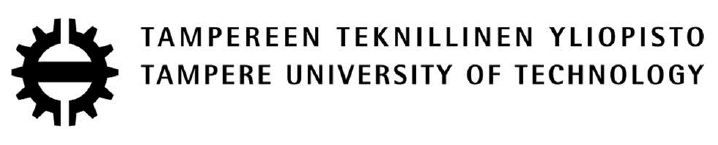 TAMPEREEN TEKNILLINEN YLIOPISTO
TAMPERE UNIVERSITY OF TECHNOLOGY